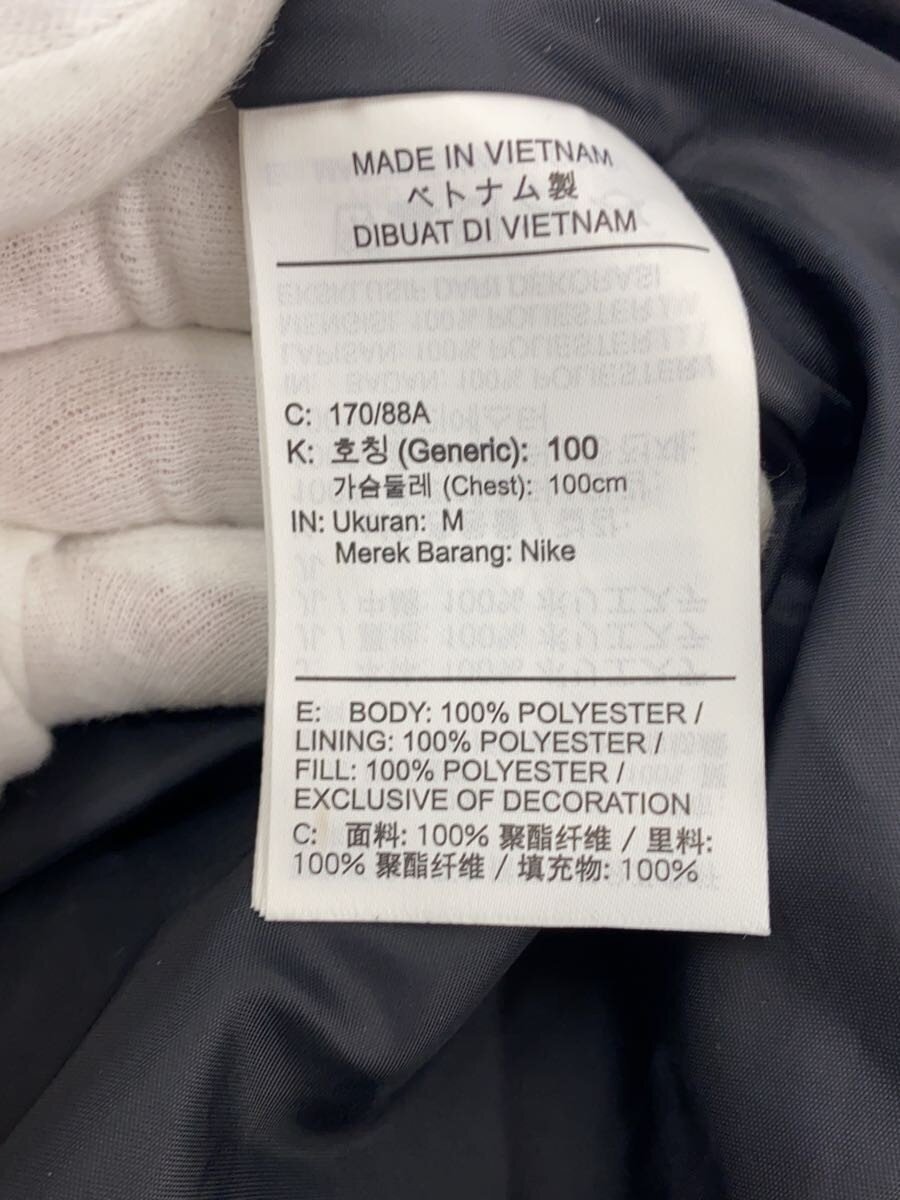 MADE IN VIETNAM
ベトナム製
DIBUAT DI VIETNAM
C: 170/88A
K: 호칭 (Generic): 100
가슴둘레 (Chest): 100cm
IN: Ukuran: M
Merek Barang: Nike
E: BODY: 100% POLYESTER /
LINING: 100% POLYESTER /
FILL: 100% POLYESTER /
EXCLUSIVE OF DECORATION
C: 面料: 100% 聚酯纤维 / 里料:
100% 聚酯纤维 / 填充物: 100%